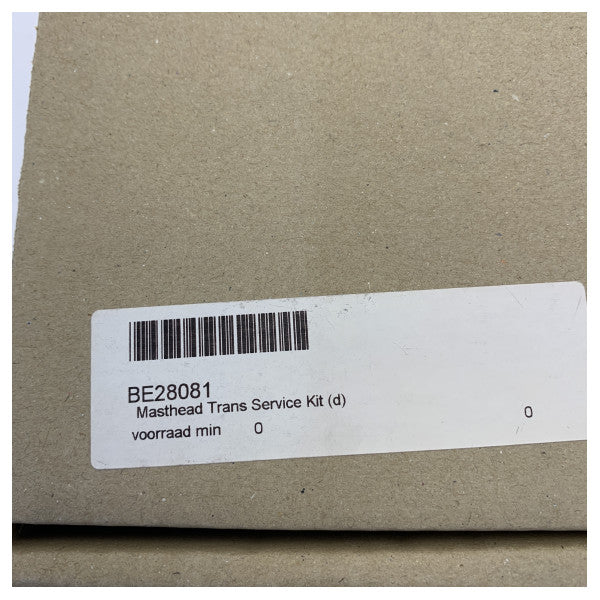 BE28081
Masthead Trans Service Kit (d)
voorraad min 0 0